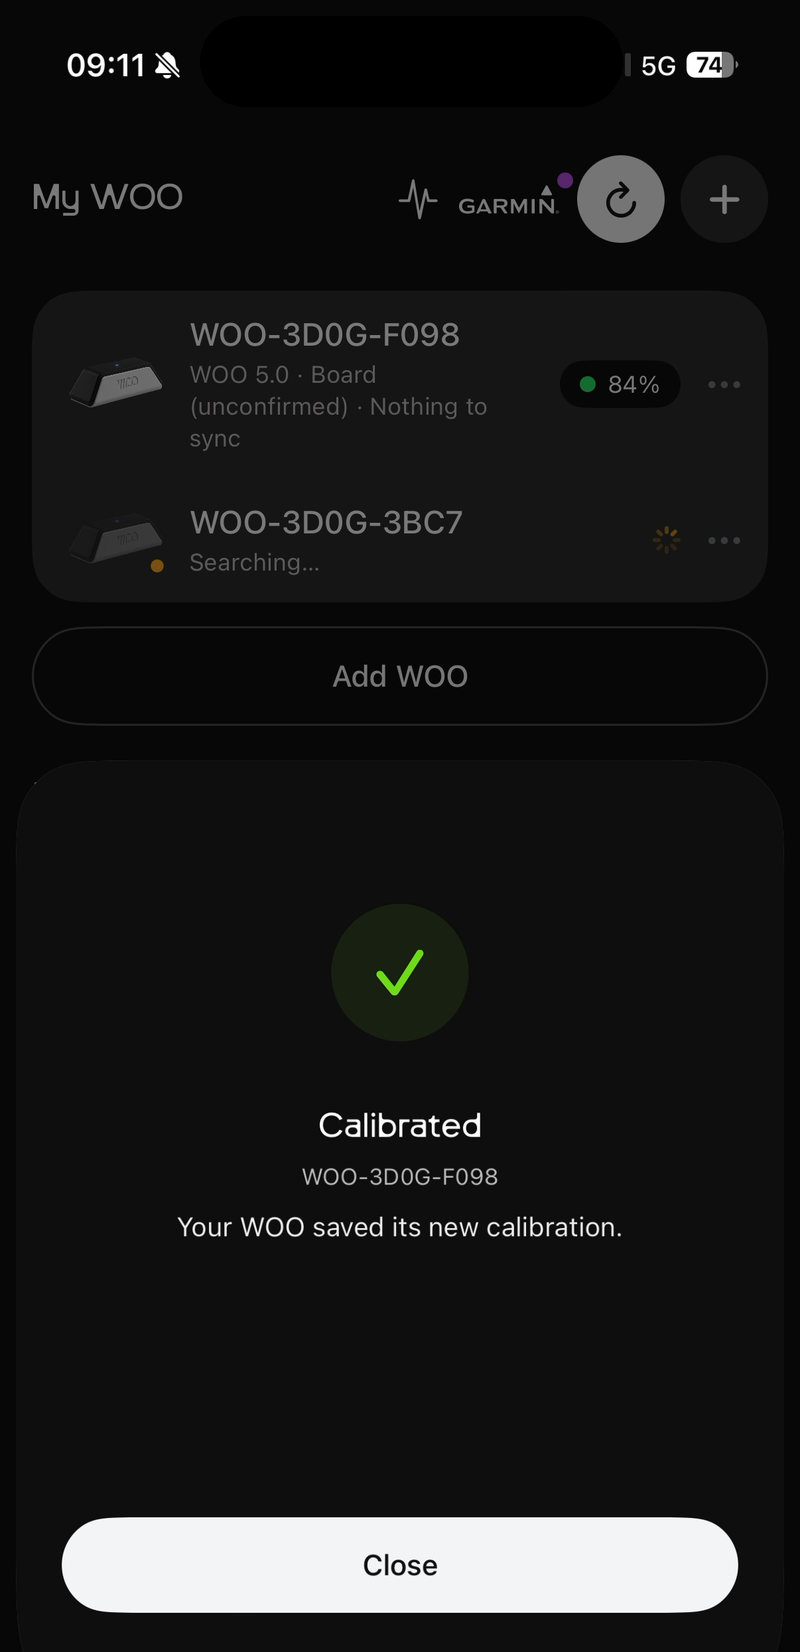 09:11 5G 74
My WOO GARMIN
WOO-3D0G-F098
WOO 5.0 · Board
(unconfirmed) · Nothing to
sync
84%
WOO-3D0G-3BC7
Searching...
Add WOO
Calibrated
WOO-3D0G-F098
Your WOO saved its new calibration.
Close